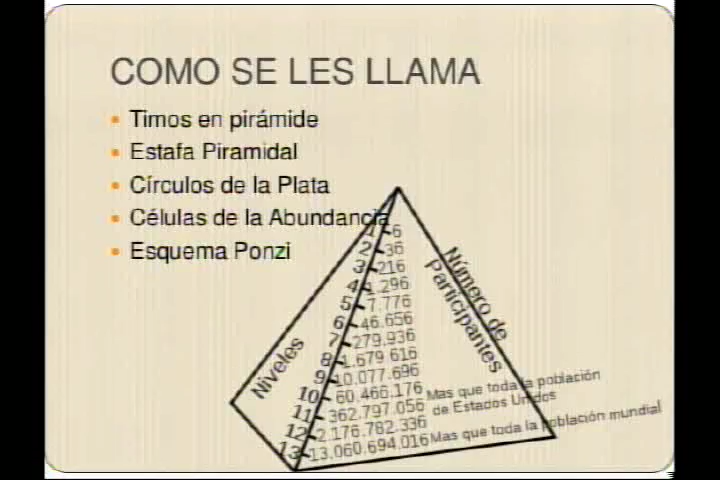 COMO SE LES LLAMA
Timos en pirámide
Estafa Piramidal
Círculos de la Plata
Células de la Abundancia
Esquema Ponzi
Niveles
Número de
Participantes
1 6
2 36
3 216
4 1.296
5 7.776
6 46.656
7 279.936
8 1.679 616
9 10.077.696
10 60.466.176
11 362.797.056
12 2.176.782.336
13 13.060.694.016
Mas que toda la población
de Estados Unidos
Mas que toda la población mundial